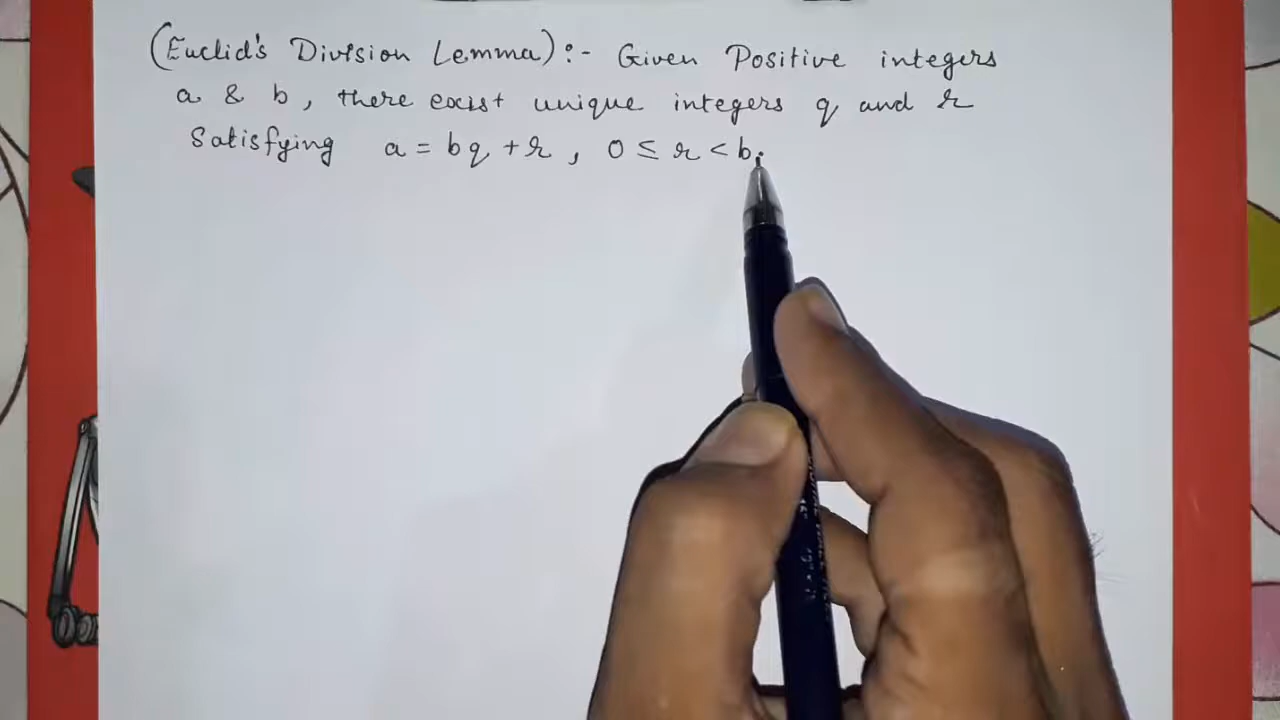 (Euclid's Division Lemma) :- Given Positive integers
a & b, there exist unique integers q and r
Satisfying a = bq + r, 0 ≤ r < b.